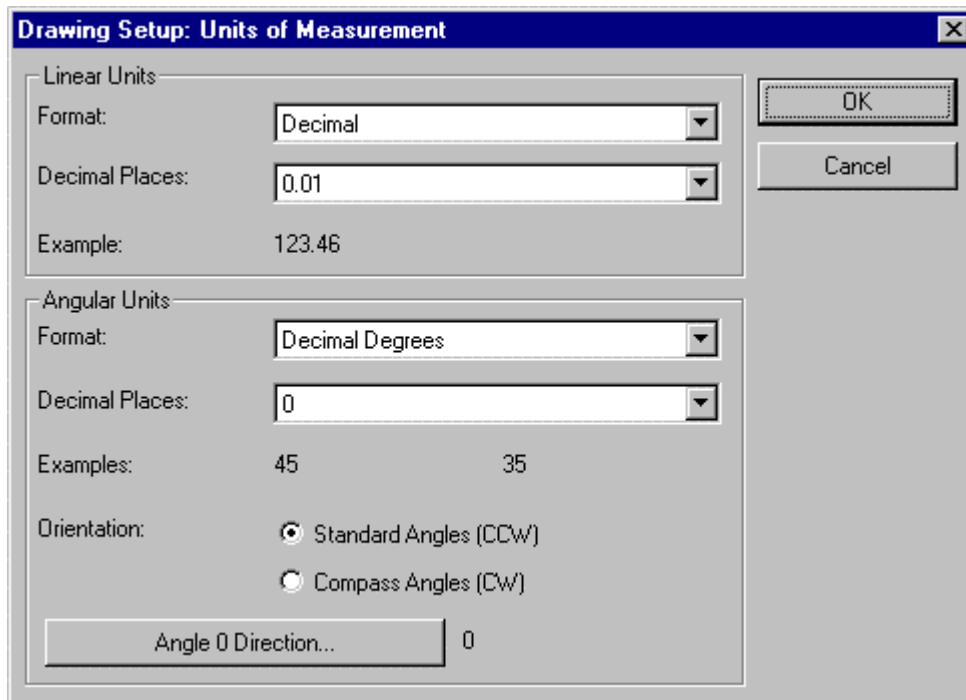 Drawing Setup: Units of Measurement
Linear Units
Format: Decimal
Decimal Places: 0.01
Example: 123.46
OK
Cancel
Angular Units
Format: Decimal Degrees
Decimal Places: 0
Examples: 45 35
Orientation: Standard Angles (CCW)
Compass Angles (CW)
Angle 0 Direction... 0